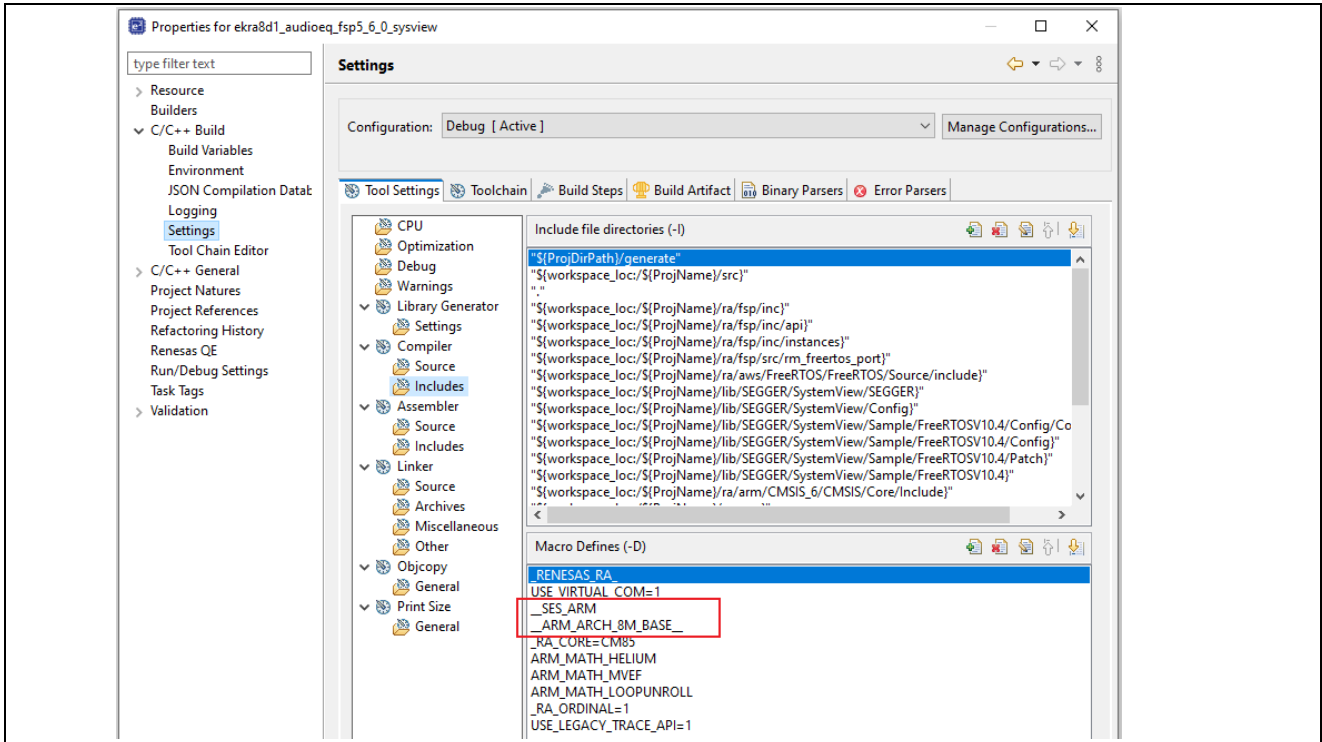 Properties for ekra8d1_audioeq_fsp5_6_0_sysview
type filter text
Resource
Builders
C/C++ Build
Build Variables
Environment
JSON Compilation Datab
Logging
Settings
Tool Chain Editor
C/C++ General
Project Natures
Project References
Refactoring History
Renesas QE
Run/Debug Settings
Task Tags
Validation
Settings
Configuration: Debug [ Active ] Manage Configurations...
Tool Settings Toolchain Build Steps Build Artifact Binary Parsers Error Parsers
CPU
Optimization
Debug
Warnings
Library Generator
Settings
Compiler
Source
Includes
Assembler
Source
Includes
Linker
Source
Archives
Miscellaneous
Other
Objcopy
General
Print Size
General
Include file directories (-I)
"${ProjDirPath}/generate"
"${workspace_loc:/${ProjName}/src}"
"."
"${workspace_loc:/${ProjName}/ra/fsp/inc}"
"${workspace_loc:/${ProjName}/ra/fsp/inc/api}"
"${workspace_loc:/${ProjName}/ra/fsp/inc/instances}"
"${workspace_loc:/${ProjName}/ra/fsp/src/rm_freertos_port}"
"${workspace_loc:/${ProjName}/ra/aws/FreeRTOS/FreeRTOS/Source/include}"
"${workspace_loc:/${ProjName}/lib/SEGGER/SystemView/SEGGER}"
"${workspace_loc:/${ProjName}/lib/SEGGER/SystemView/Config}"
"${workspace_loc:/${ProjName}/lib/SEGGER/SystemView/Sample/FreeRTOSV10.4/Config/Co
"${workspace_loc:/${ProjName}/lib/SEGGER/SystemView/Sample/FreeRTOSV10.4/Config}"
"${workspace_loc:/${ProjName}/lib/SEGGER/SystemView/Sample/FreeRTOSV10.4/Patch}"
"${workspace_loc:/${ProjName}/lib/SEGGER/SystemView/Sample/FreeRTOSV10.4}"
"${workspace_loc:/${ProjName}/ra/arm/CMSIS_6/CMSIS/Core/Include}"
Macro Defines (-D)
_RENESAS_RA_
USE_VIRTUAL_COM=1
__SES_ARM
__ARM_ARCH_8M_BASE__
_RA_CORE=CM85
ARM_MATH_HELIUM
ARM_MATH_MVEF
ARM_MATH_LOOPUNROLL
_RA_ORDINAL=1
USE_LEGACY_TRACE_API=1